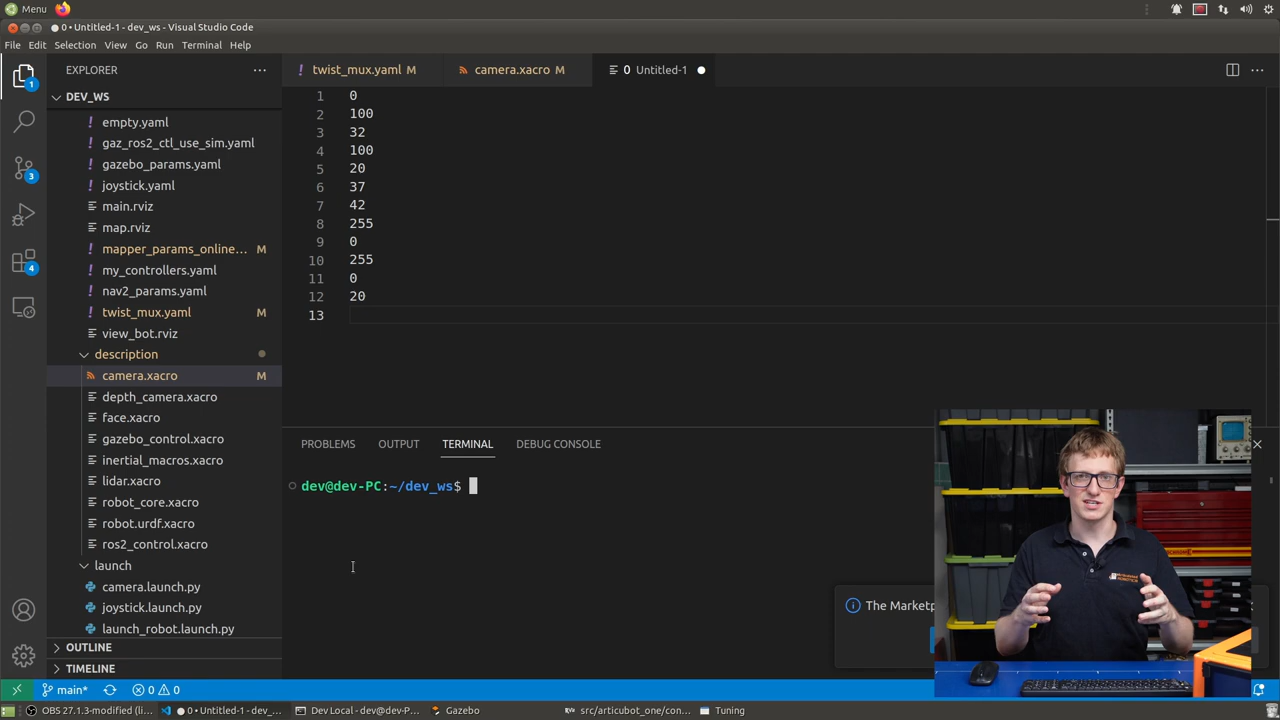 Menu
0 • Untitled-1 - dev_ws - Visual Studio Code
File Edit Selection View Go Run Terminal Help
EXPLORER
twist_mux.yaml M
camera.xacro M
0 Untitled-1
DEV_WS
empty.yaml
gaz_ros2_ctl_use_sim.yaml
gazebo_params.yaml
joystick.yaml
main.rviz
map.rviz
mapper_params_online... M
my_controllers.yaml
nav2_params.yaml
twist_mux.yaml M
view_bot.rviz
description
camera.xacro M
depth_camera.xacro
face.xacro
gazebo_control.xacro
inertial_macros.xacro
lidar.xacro
robot_core.xacro
robot.urdf.xacro
ros2_control.xacro
launch
camera.launch.py
joystick.launch.py
launch_robot.launch.py
OUTLINE
TIMELINE
1
3
4
1 0
2 100
3 32
4 100
5 20
6 37
7 42
8 255
9 0
10 255
11 0
12 20
13
PROBLEMS OUTPUT TERMINAL DEBUG CONSOLE
dev@dev-PC:~/dev_ws$
The Marketp
ROBOTICS
main* 0 0
OBS 27.1.3-modified (li...
0 • Untitled-1 - dev_...
Dev Local - dev@dev-P...
Gazebo
src/articubot_one/con...
Tuning